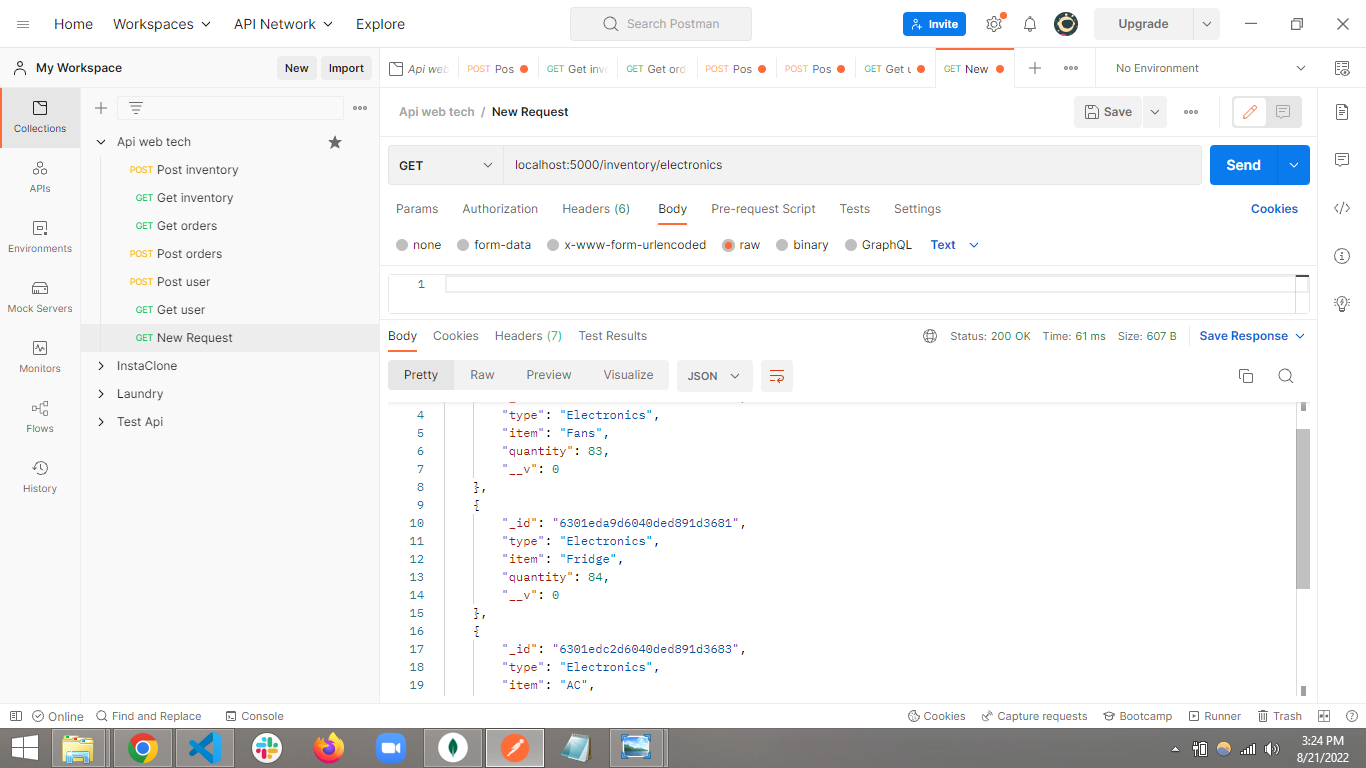 Home Workspaces API Network Explore Search Postman Invite Upgrade
My Workspace New Import
Api web POST Pos GET Get inve GET Get ord POST Pos POST Pos GET Get u GET New No Environment
Collections
APIs
Environments
Mock Servers
Monitors
Flows
History
Api web tech
POST Post inventory
GET Get inventory
GET Get orders
POST Post orders
POST Post user
GET Get user
GET New Request
InstaClone
Laundry
Test Api
Api web tech / New Request Save
GET localhost:5000/inventory/electronics Send
Params Authorization Headers (6) Body Pre-request Script Tests Settings Cookies
none form-data x-www-form-urlencoded raw binary GraphQL Text
1
Body Cookies Headers (7) Test Results Status: 200 OK Time: 61 ms Size: 607 B Save Response
Pretty Raw Preview Visualize JSON
4 "type": "Electronics",
5 "item": "Fans",
6 "quantity": 83,
7 "__v": 0
8 },
9 {
10 "_id": "6301eda9d6040ded891d3681",
11 "type": "Electronics",
12 "item": "Fridge",
13 "quantity": 84,
14 "__v": 0
15 },
16 {
17 "_id": "6301edc2d6040ded891d3683",
18 "type": "Electronics",
19 "item": "AC",
Online Find and Replace Console Cookies Capture requests Bootcamp Runner Trash
3:24 PM
8/21/2022